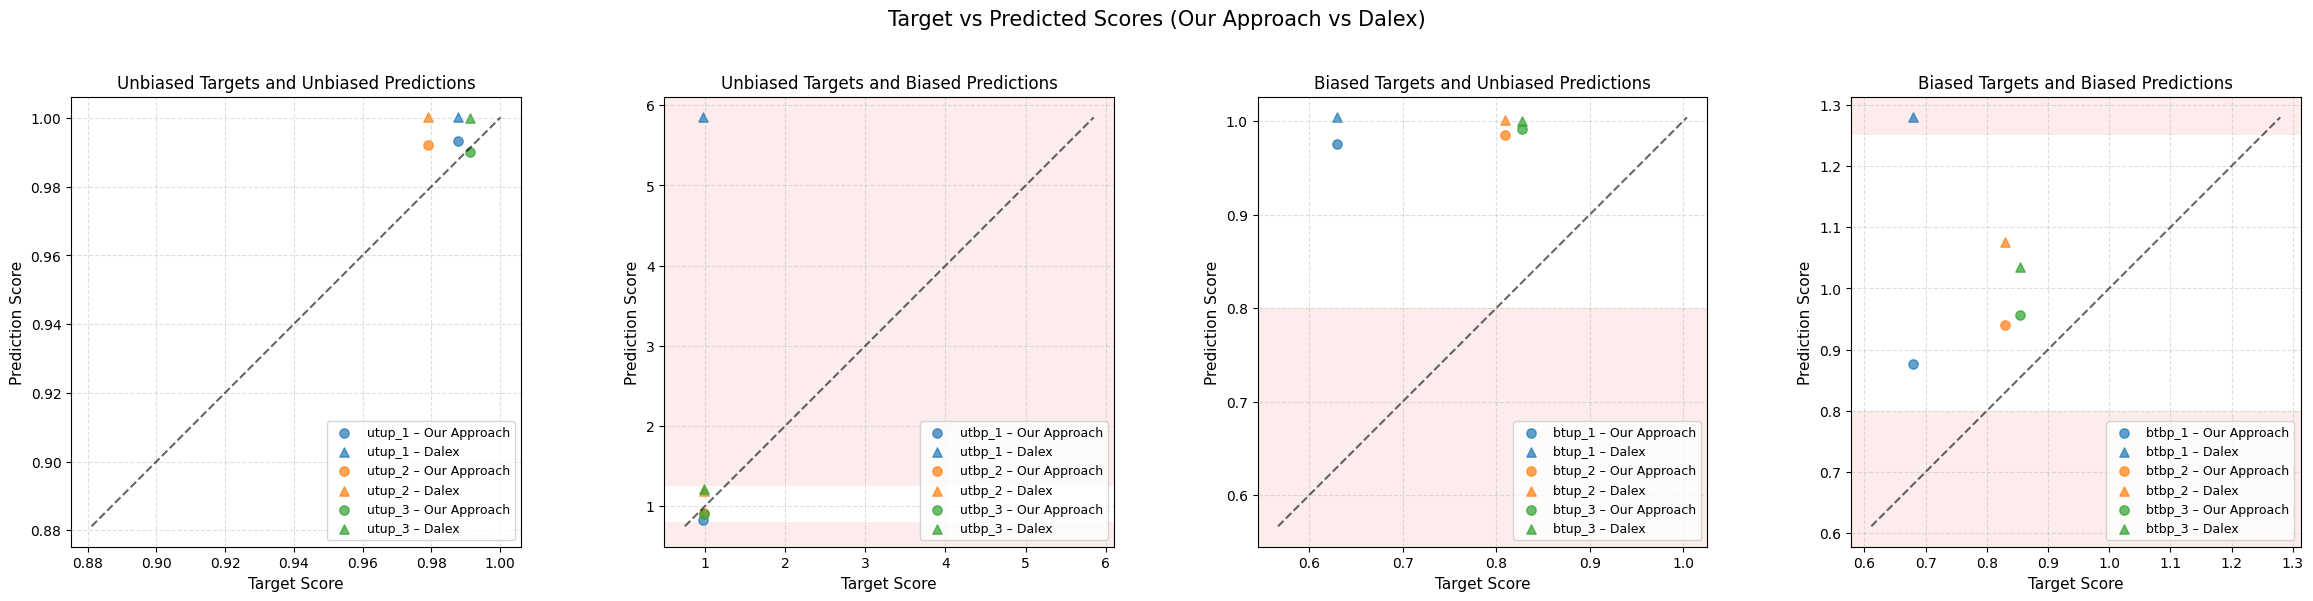 Target vs Predicted Scores (Our Approach vs Dalex)
Unbiased Targets and Unbiased Predictions
Prediction Score
1.00
0.98
0.96
0.94
0.92
0.90
0.88
0.88 0.90 0.92 0.94 0.96 0.98 1.00
Target Score
utup_1 – Our Approach
utup_1 – Dalex
utup_2 – Our Approach
utup_2 – Dalex
utup_3 – Our Approach
utup_3 – Dalex
Unbiased Targets and Biased Predictions
Prediction Score
6
5
4
3
2
1
1 2 3 4 5 6
Target Score
utbp_1 – Our Approach
utbp_1 – Dalex
utbp_2 – Our Approach
utbp_2 – Dalex
utbp_3 – Our Approach
utbp_3 – Dalex
Biased Targets and Unbiased Predictions
Prediction Score
1.0
0.9
0.8
0.7
0.6
0.6 0.7 0.8 0.9 1.0
Target Score
btup_1 – Our Approach
btup_1 – Dalex
btup_2 – Our Approach
btup_2 – Dalex
btup_3 – Our Approach
btup_3 – Dalex
Biased Targets and Biased Predictions
Prediction Score
1.3
1.2
1.1
1.0
0.9
0.8
0.7
0.6
0.6 0.7 0.8 0.9 1.0 1.1 1.2 1.3
Target Score
btbp_1 – Our Approach
btbp_1 – Dalex
btbp_2 – Our Approach
btbp_2 – Dalex
btbp_3 – Our Approach
btbp_3 – Dalex